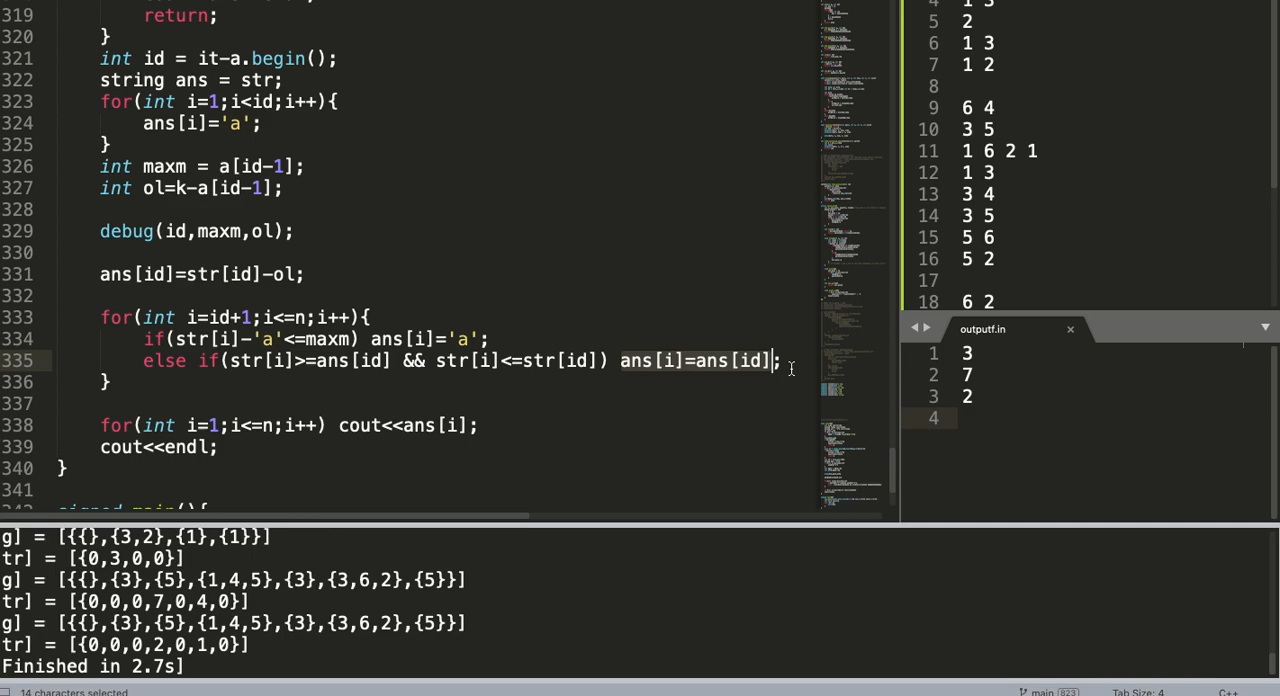 319 return;
320 }
321 int id = it-a.begin();
322 string ans = str;
323 for(int i=1;i<id;i++){
324 ans[i]='a';
325 }
326 int maxm = a[id-1];
327 int ol=k-a[id-1];
328
329 debug(id,maxm,ol);
330
331 ans[id]=str[id]-ol;
332
333 for(int i=id+1;i<=n;i++){
334 if(str[i]-'a'<=maxm) ans[i]='a';
335 else if(str[i]>=ans[id] && str[i]<=str[id]) ans[i]=ans[id];
336 }
337
338 for(int i=1;i<=n;i++) cout<<ans[i];
339 cout<<endl;
340 }
341
4 1 3
5 2
6 1 3
7 1 2
8
9 6 4
10 3 5
11 1 6 2 1
12 1 3
13 3 4
14 3 5
15 5 6
16 5 2
17
18 6 2
outputf.in ×
1 3
2 7
3 2
4
g] = [{{},{3,2},{1},{1}}]
tr] = [{0,3,0,0}]
g] = [{{},{3},{5},{1,4,5},{3},{3,6,2},{5}}]
tr] = [{0,0,0,7,0,4,0}]
g] = [{{},{3},{5},{1,4,5},{3},{3,6,2},{5}}]
tr] = [{0,0,0,2,0,1,0}]
Finished in 2.7s]
14 characters selected
main 823
Tab Size: 4
C++